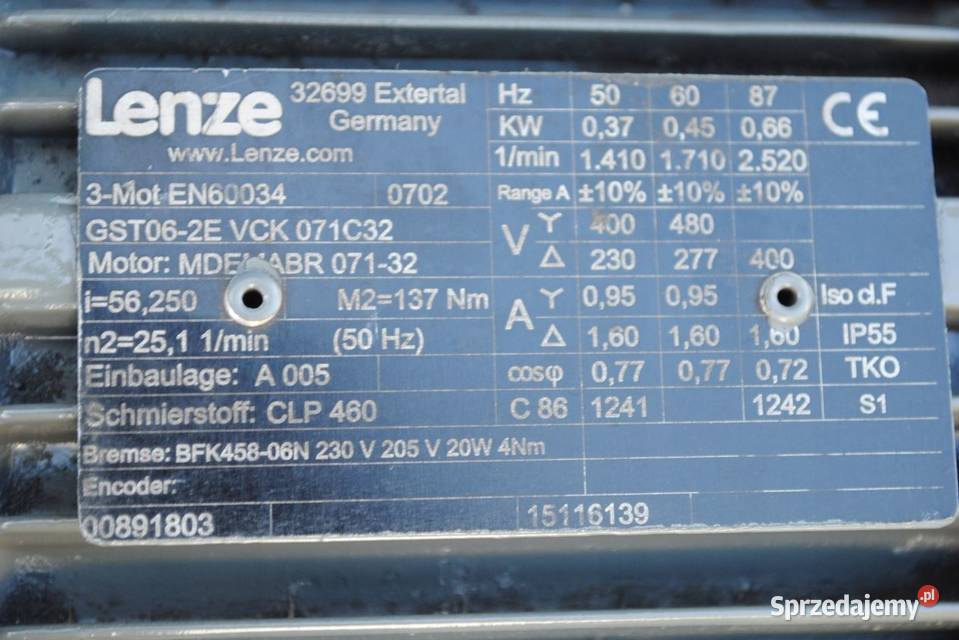 Lenze 32699 Extertal Germany
www.Lenze.com
3-Mot EN60034 0702
GST06-2E VCK 071C32
Motor: 071-32
i=56,250 M2=137 Nm
n2=25,1 1/min (50 Hz)
Einbaulage: A 005
Schmierstoff: CLP 460
Bremse: BFK458-06N 230 V 205 V 20W 4Nm
Encoder:
00891803 15116139
Hz 50 60 87
KW 0,37 0,45 0,66
1/min 1.410 1.710 2.520
Range A ±10% ±10% ±10%
V Y 400 480
Δ 230 277 400
A Y 0,95 0,95
Δ 1,60 1,60 1,60
cosφ 0,77 0,77 0,72
C 86 1241 1242
CE
Iso cl.F
IP55
TKO
S1
Sprzedajemy.pl